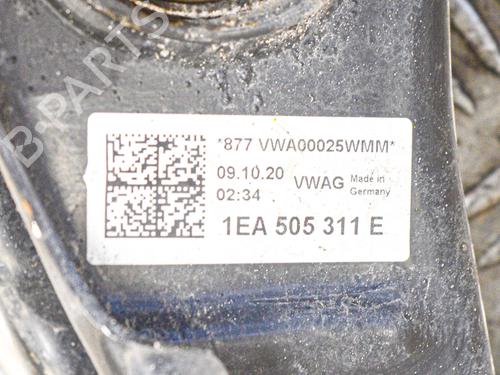 B-PARTS
*877 VWA00025WMM*
09.10.20 VWAG Made in Germany
02:34
1EA 505 311 E